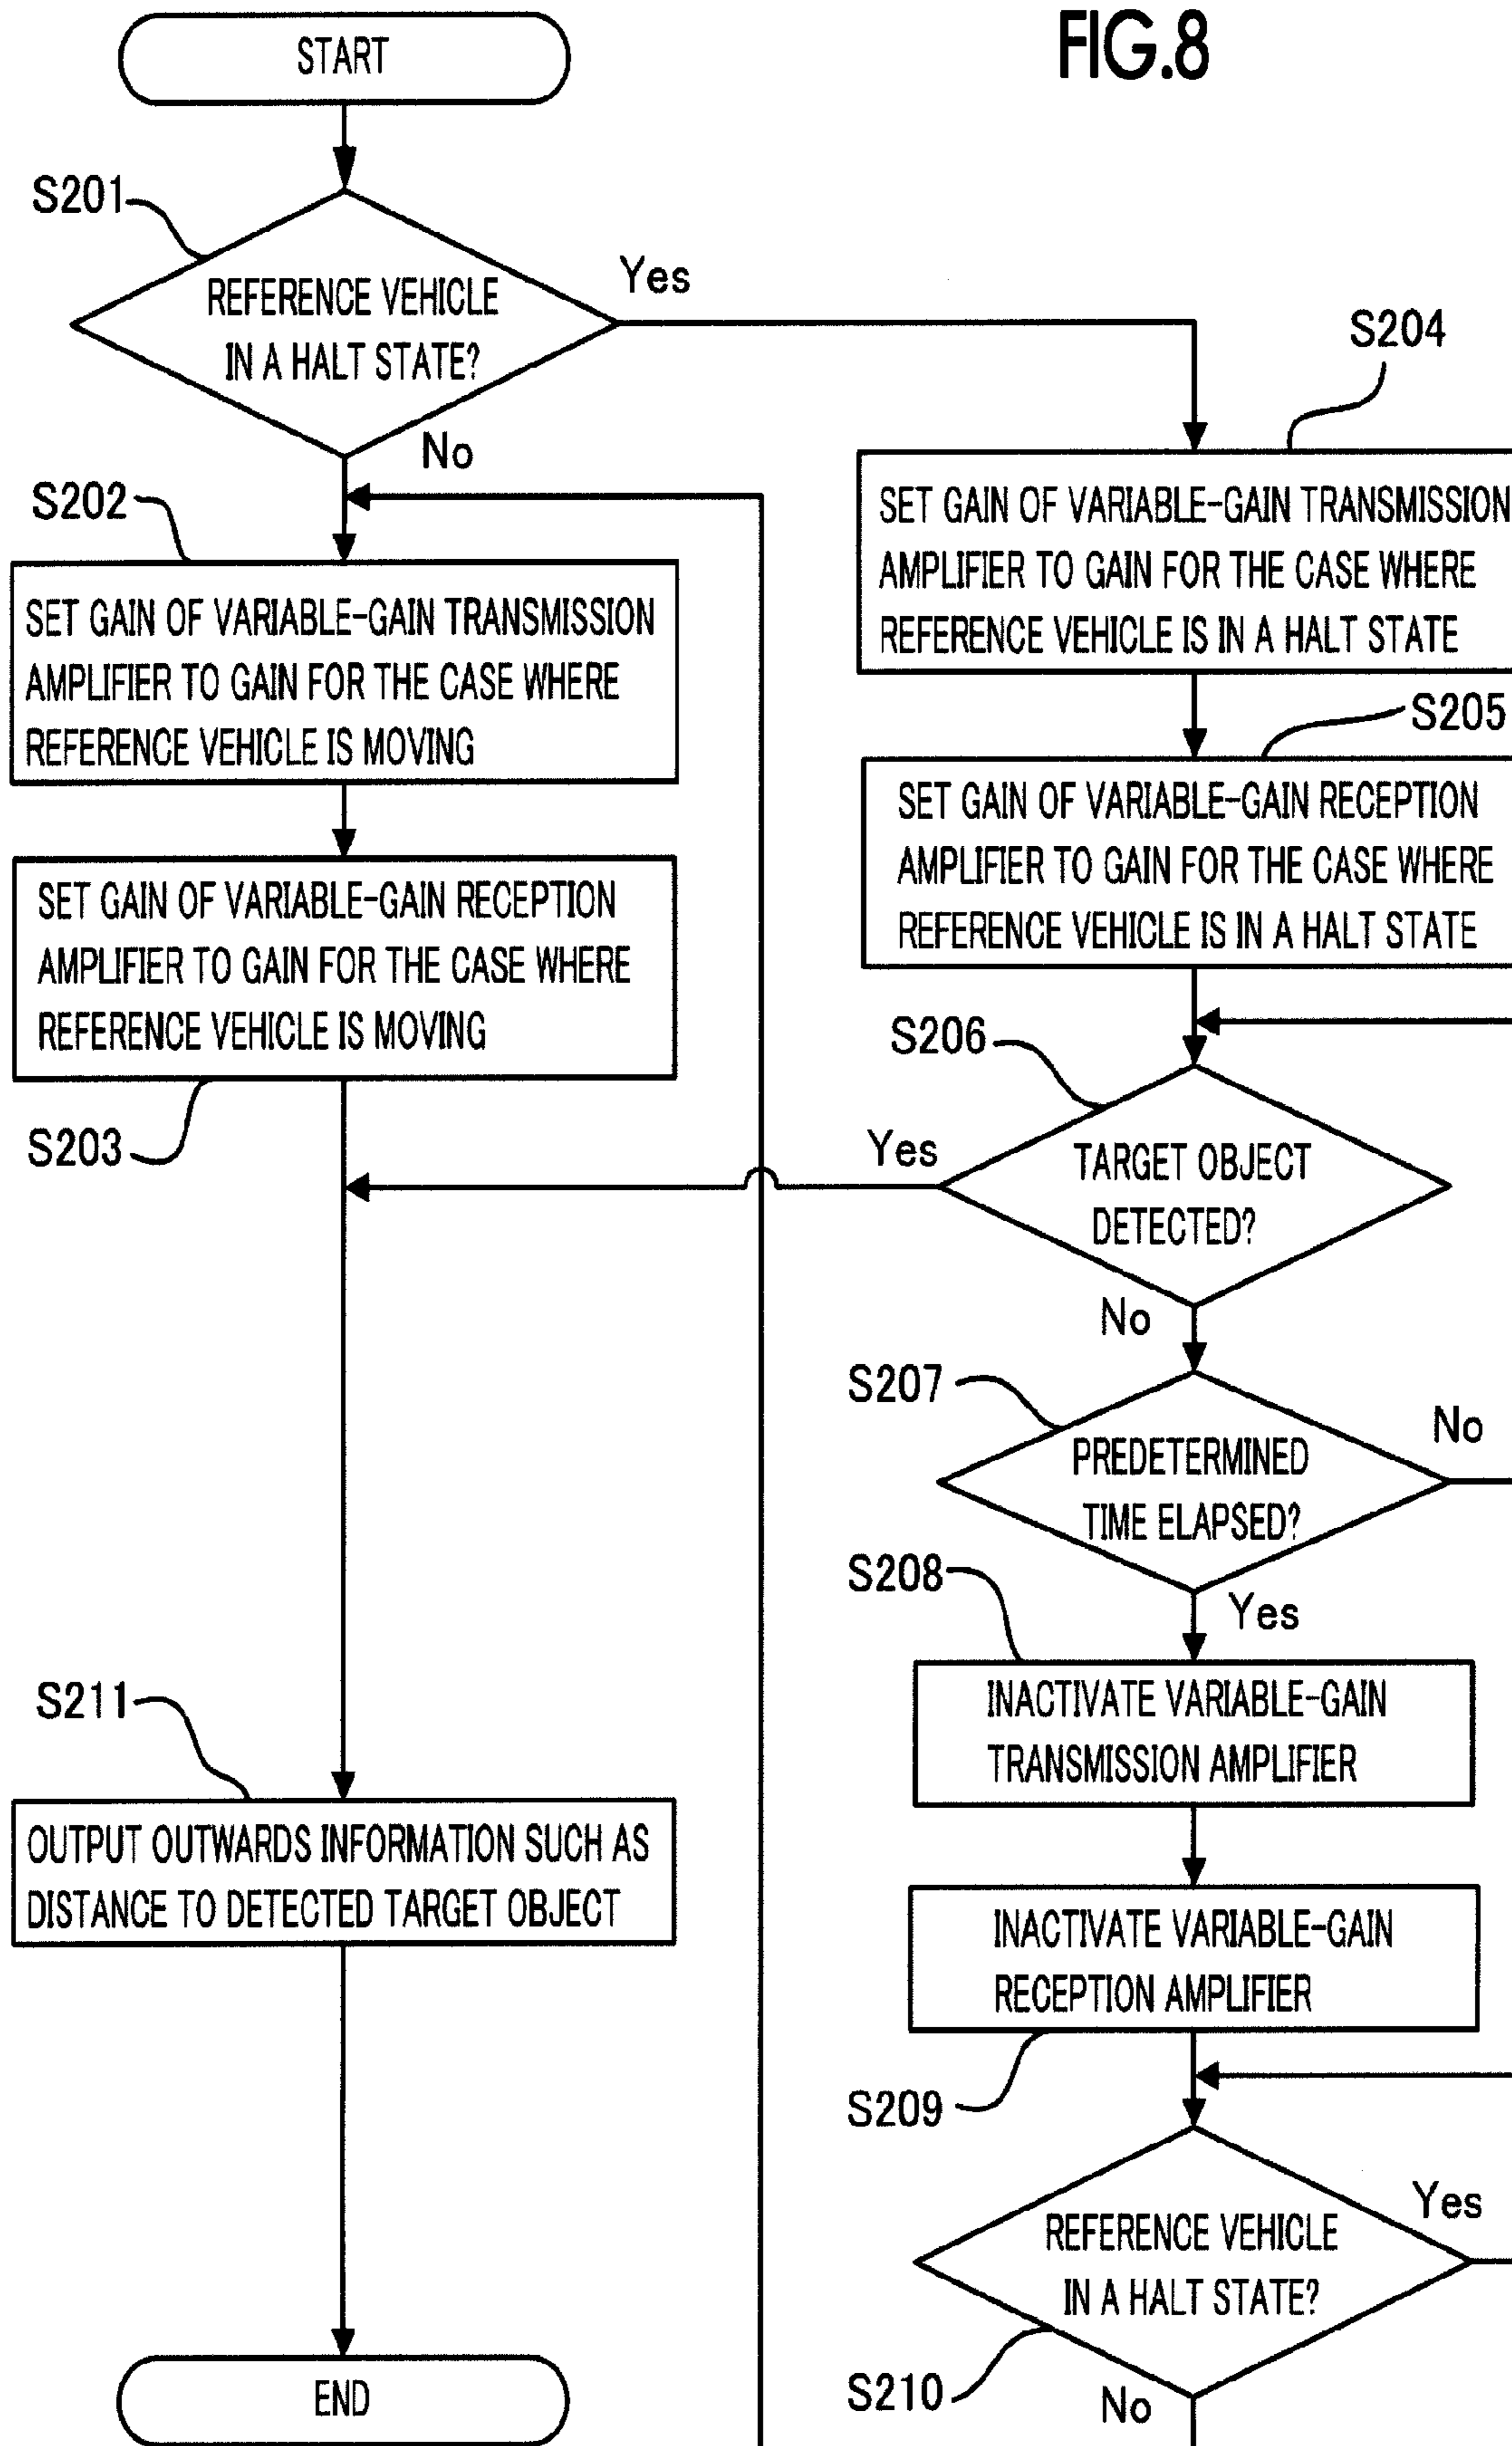 FIG.8
START
S201
REFERENCE VEHICLE
IN A HALT STATE?
Yes
No
S202
SET GAIN OF VARIABLE-GAIN TRANSMISSION
AMPLIFIER TO GAIN FOR THE CASE WHERE
REFERENCE VEHICLE IS MOVING
SET GAIN OF VARIABLE-GAIN RECEPTION
AMPLIFIER TO GAIN FOR THE CASE WHERE
REFERENCE VEHICLE IS MOVING
S203
S204
SET GAIN OF VARIABLE-GAIN TRANSMISSION
AMPLIFIER TO GAIN FOR THE CASE WHERE
REFERENCE VEHICLE IS IN A HALT STATE
S205
SET GAIN OF VARIABLE-GAIN RECEPTION
AMPLIFIER TO GAIN FOR THE CASE WHERE
REFERENCE VEHICLE IS IN A HALT STATE
S206
Yes
TARGET OBJECT
DETECTED?
No
S207
PREDETERMINED
TIME ELAPSED?
No
S208
Yes
INACTIVATE VARIABLE-GAIN
TRANSMISSION AMPLIFIER
INACTIVATE VARIABLE-GAIN
RECEPTION AMPLIFIER
S209
REFERENCE VEHICLE
IN A HALT STATE?
Yes
S210
No
S211
OUTPUT OUTWARDS INFORMATION SUCH AS
DISTANCE TO DETECTED TARGET OBJECT
END